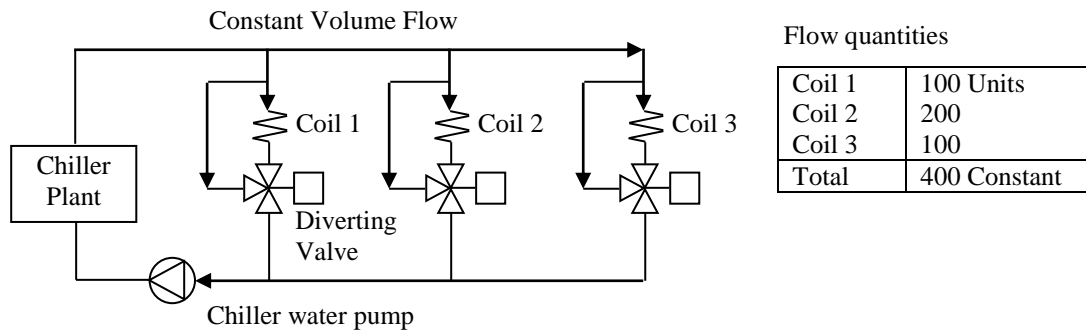 Constant Volume Flow
Flow quantities
Coil 1 100 Units
Coil 2 200
Coil 3 100
Total 400 Constant
Coil 1
Coil 2
Coil 3
Chiller
Plant
Diverting
Valve
Chiller water pump